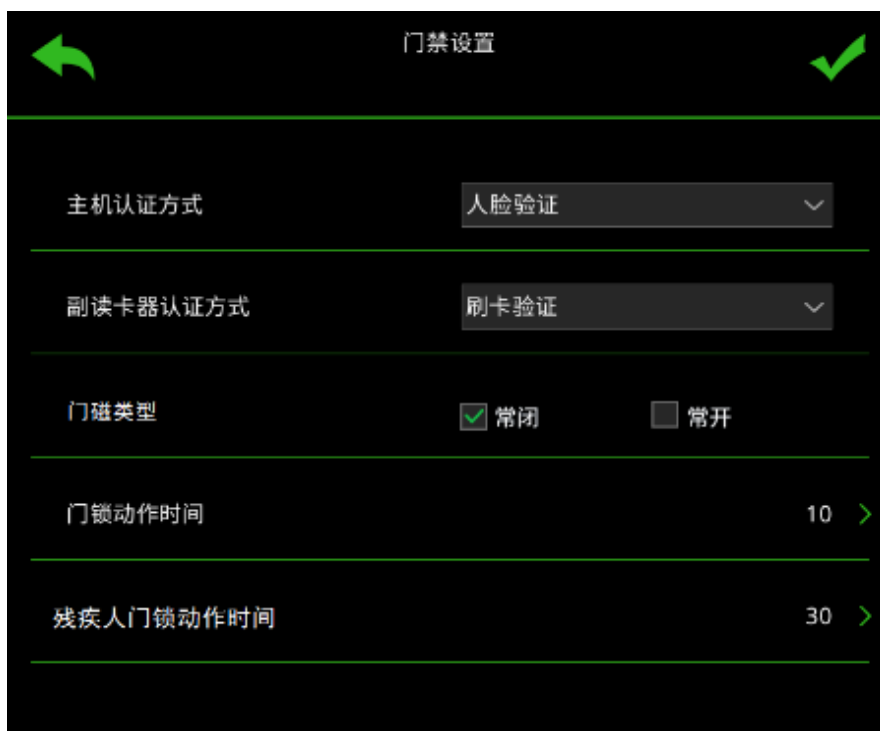 门禁设置
主机认证方式 人脸验证
副读卡器认证方式 刷卡验证
门磁类型 常闭 常开
门锁动作时间 10
残疾人门锁动作时间 30